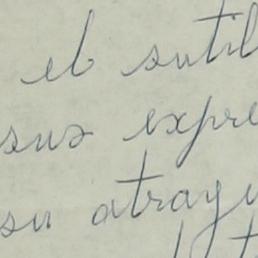 el sutil
sus expre
su atray